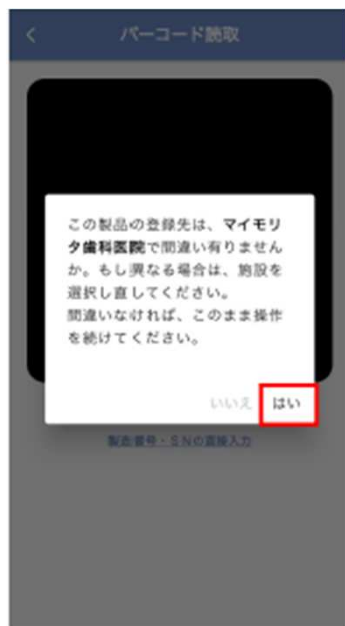 バーコード読取
この製品の登録先は、マイモリ
タ歯科医院で間違い有りません
か。もし異なる場合は、施設を
選択し直してください。
間違いなければ、このまま操作
を続けてください。
いいえ はい
製造番号・SNの直接入力